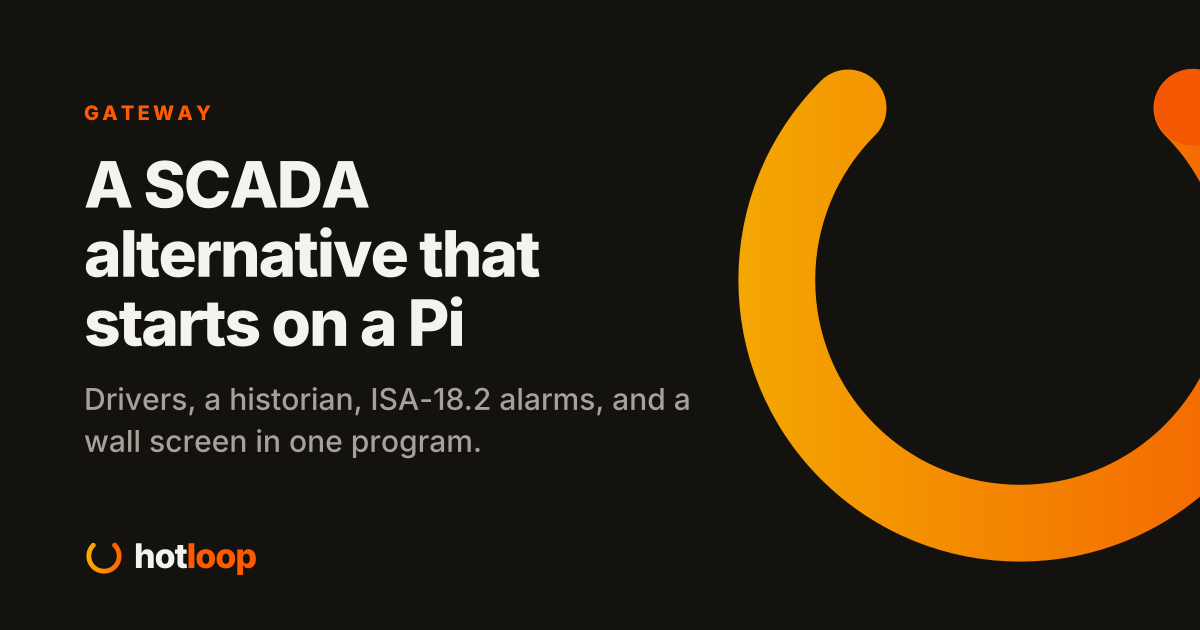 GATEWAY
A SCADA
alternative that
starts on a Pi
Drivers, a historian, ISA-18.2 alarms, and a
wall screen in one program.
hotloop